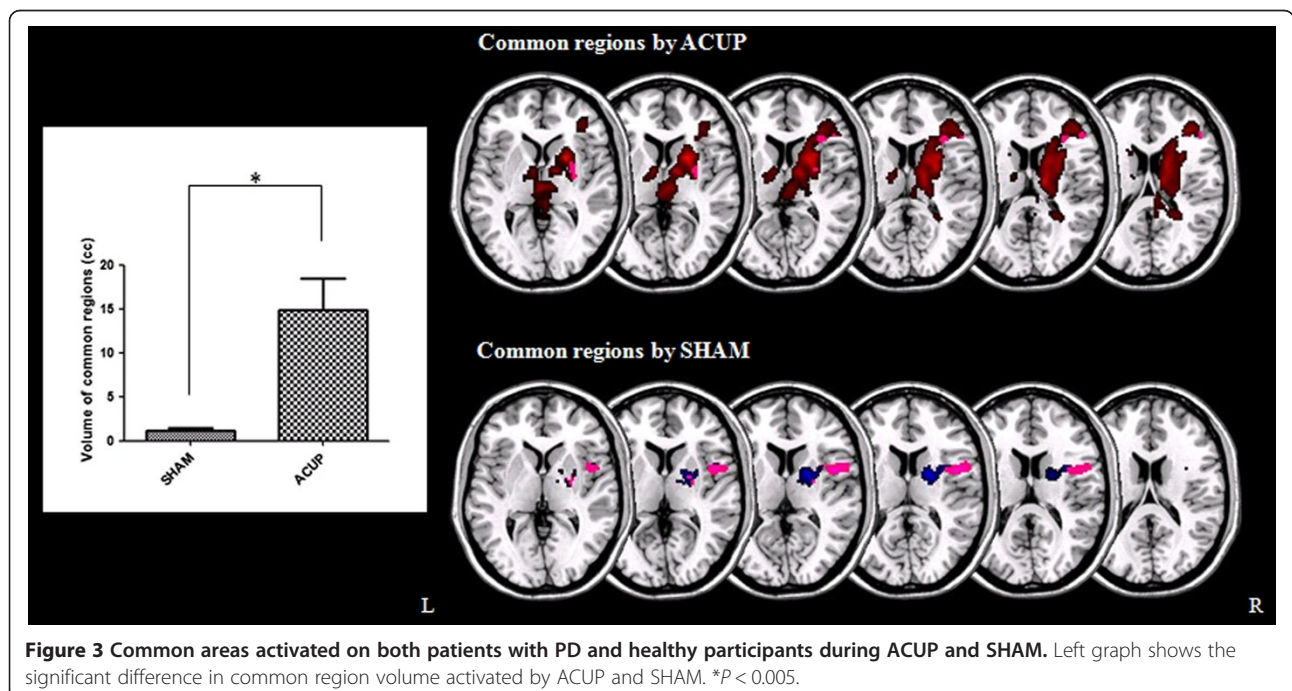 Common regions by ACUP
*
Volume of common regions (cc)
20
15
10
5
0
SHAM
ACUP
Common regions by SHAM
L
R
Figure 3 Common areas activated on both patients with PD and healthy participants during ACUP and SHAM. Left graph shows the
significant difference in common region volume activated by ACUP and SHAM. *P < 0.005.